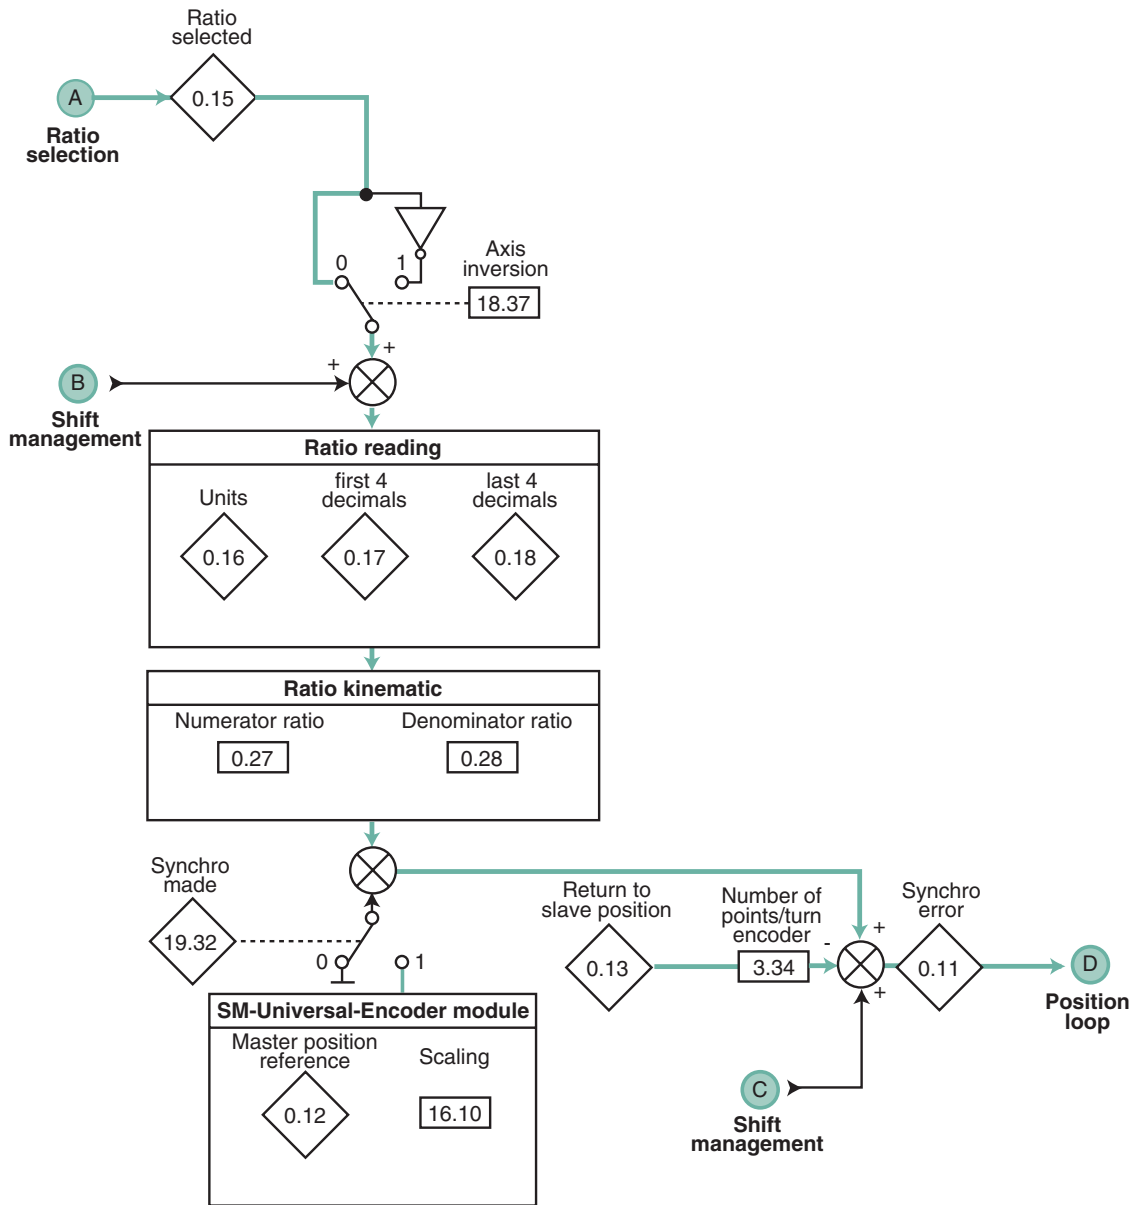 Ratio
selected
A
0.15
Ratio
selection
0
1
Axis
inversion
18.37
+
+
B
Shift
management
Ratio reading
Units
first 4
decimals
last 4
decimals
0.16
0.17
0.18
Ratio kinematic
Numerator ratio
Denominator ratio
0.27
0.28
Synchro
made
19.32
0
1
Return to
slave position
0.13
Number of
points/turn
encoder
3.34
-
+
+
Synchro
error
0.11
D
Position
loop
SM-Universal-Encoder module
Master position
reference
Scaling
0.12
16.10
C
Shift
management